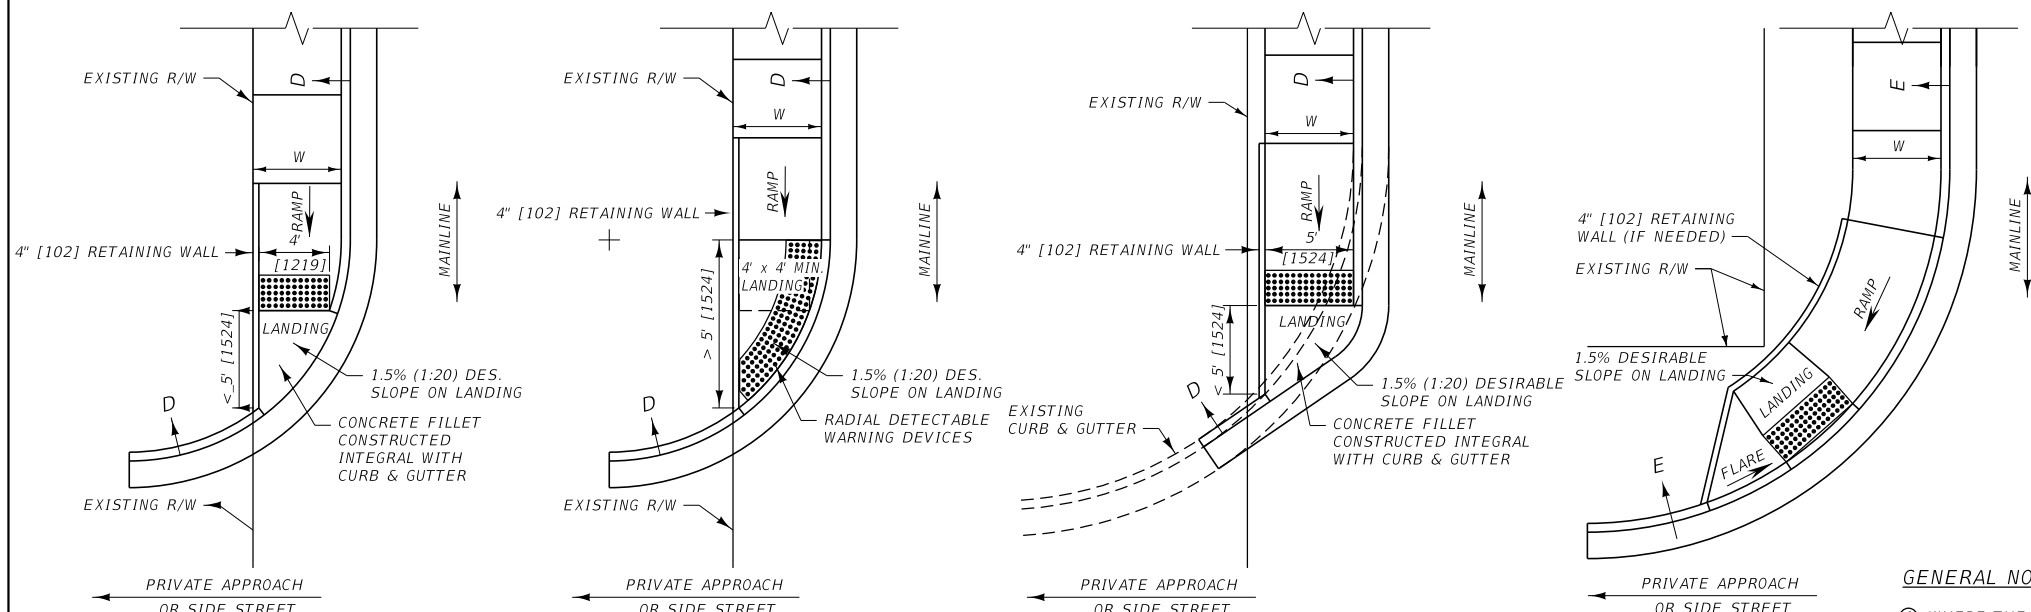 EXISTING R/W
D
W
RAMP
4'
[1219]
4" [102] RETAINING WALL
MAINLINE
LANDING
< 5' [1524]
1.5% (1:20) DES.
SLOPE ON LANDING
D
CONCRETE FILLET
CONSTRUCTED
INTEGRAL WITH
CURB & GUTTER
EXISTING R/W
PRIVATE APPROACH
OR SIDE STREET
EXISTING R/W
D
W
RAMP
4" [102] RETAINING WALL
4' x 4' MIN.
LANDING
MAINLINE
> 5' [1524]
1.5% (1:20) DES.
SLOPE ON LANDING
D
RADIAL DETECTABLE
WARNING DEVICES
EXISTING R/W
PRIVATE APPROACH
OR SIDE STREET
EXISTING R/W
D
W
RAMP
5'
[1524]
4" [102] RETAINING WALL
MAINLINE
LANDING
< 5' [1524]
1.5% (1:20) DESIRABLE
SLOPE ON LANDING
D
EXISTING
CURB & GUTTER
CONCRETE FILLET
CONSTRUCTED INTEGRAL
WITH CURB & GUTTER
PRIVATE APPROACH
OR SIDE STREET
E
W
4" [102] RETAINING
WALL (IF NEEDED)
EXISTING R/W
MAINLINE
RAMP
1.5% DESIRABLE
SLOPE ON LANDING
LANDING
FLARE
E
PRIVATE APPROACH
OR SIDE STREET
GENERAL NO